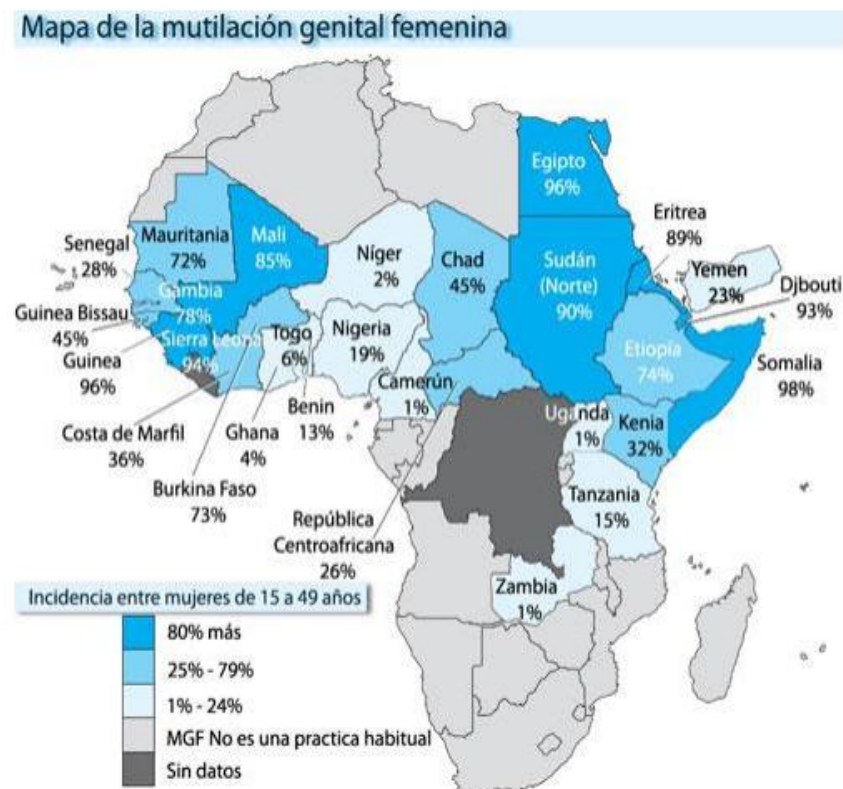 Mapa de la mutilación genital femenina
Egipto
96%
Eritrea
89%
Mauritania
72%
Mali
85%
Níger
2%
Chad
45%
Sudán
(Norte)
90%
Yemen
23%
Djbouti
93%
Senegal
28%
Gambia
78%
Guinea Bissau
45%
Guinea
96%
Sierra Leona
94%
Togo
6%
Nigeria
19%
Etiopía
74%
Somalia
98%
Benin
13%
Camerún
1%
Uganda
1%
Kenia
32%
Costa de Marfil
36%
Ghana
4%
Burkina Faso
73%
Tanzania
15%
República
Centroafricana
26%
Zambia
1%
Incidencia entre mujeres de 15 a 49 años
80% más
25% - 79%
1% - 24%
MGF No es una practica habitual
Sin datos